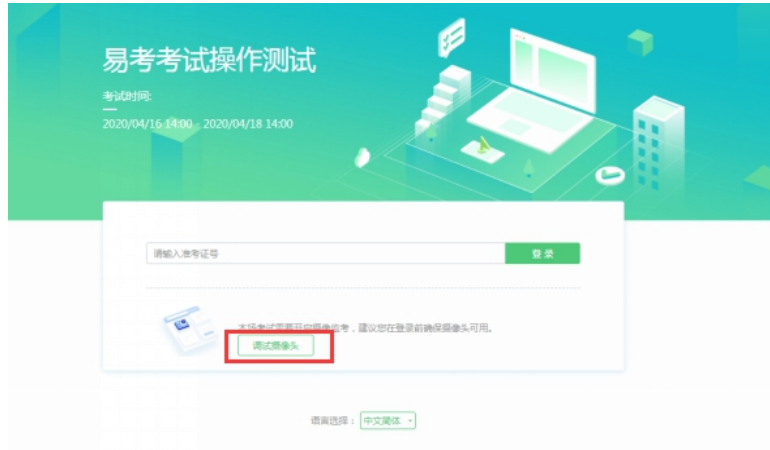 易考考试操作测试
考试时间:
2020/04/16 14:00 - 2020/04/18 14:00
请输入准考证号
登 录
本场考试需要开启摄像监考，建议您在登录前确保摄像头可用。
调试摄像头
语言选择： 中文简体